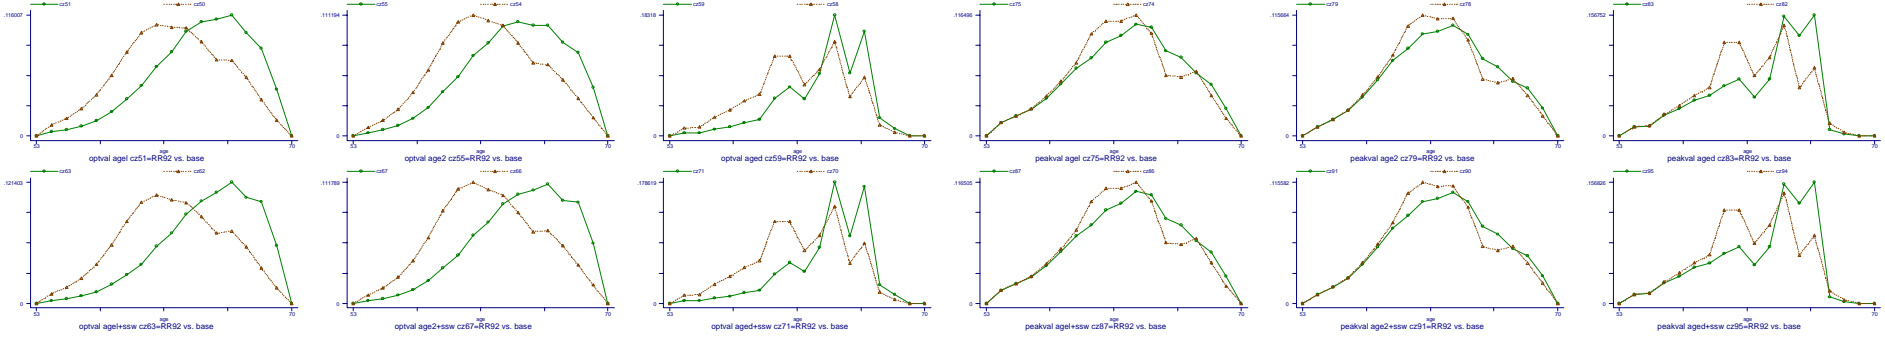 cz51 cz50
.116007
0
53 70
age
optval agel cz51=RR92 vs. base
cz55 cz54
.111194
0
53 70
age
optval age2 cz55=RR92 vs. base
cz59 cz58
.18318
0
53 70
age
optval aged cz59=RR92 vs. base
cz75 cz74
.116496
0
53 70
age
peakval agel cz75=RR92 vs. base
cz79 cz78
.115684
0
53 70
age
peakval age2 cz79=RR92 vs. base
cz83 cz82
.156752
0
53 70
age
peakval aged cz83=RR92 vs. base
cz63 cz62
.121403
0
53 70
age
optval agel+ssw cz63=RR92 vs. base
cz67 cz66
.111789
0
53 70
age
optval age2+ssw cz67=RR92 vs. base
cz71 cz70
.178619
0
53 70
age
optval aged+ssw cz71=RR92 vs. base
cz87 cz86
.116505
0
53 70
age
peakval agel+ssw cz87=RR92 vs. base
cz91 cz90
.115582
0
53 70
age
peakval age2+ssw cz91=RR92 vs. base
cz95 cz94
.156826
0
53 70
age
peakval aged+ssw cz95=RR92 vs. base